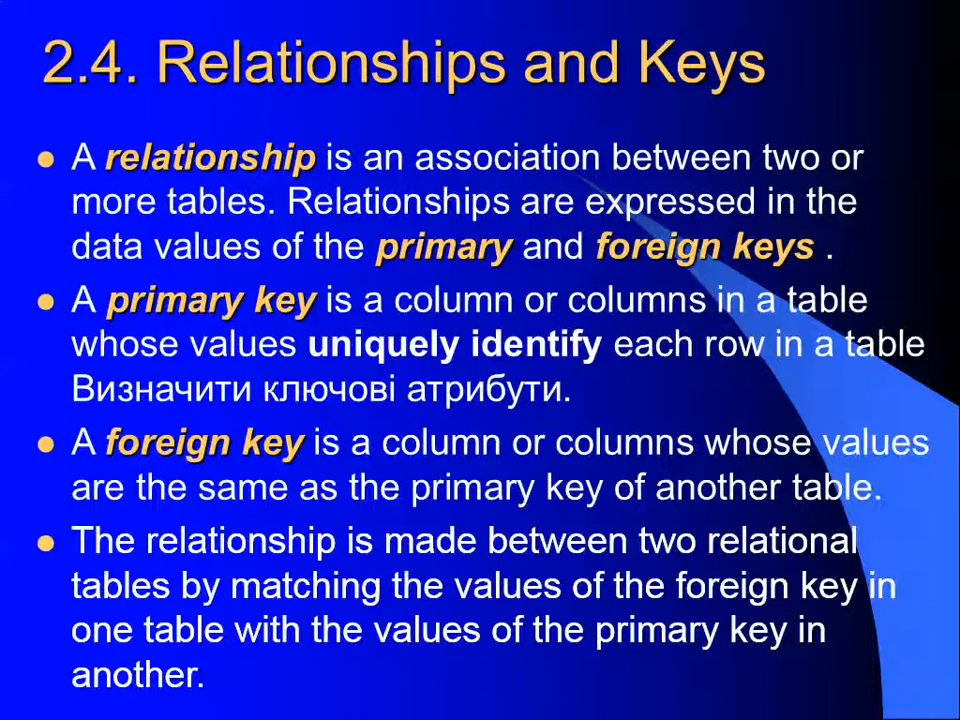 2.4. Relationships and Keys
A relationship is an association between two or
more tables. Relationships are expressed in the
data values of the primary and foreign keys .
A primary key is a column or columns in a table
whose values uniquely identify each row in a table
Визначити ключові атрибути.
A foreign key is a column or columns whose values
are the same as the primary key of another table.
The relationship is made between two relational
tables by matching the values of the foreign key in
one table with the values of the primary key in
another.